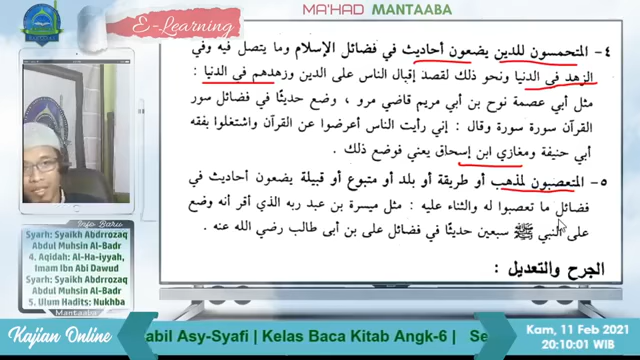 MA'HAD MANTAABA
E-Learning
٤- المتحمسون للدين يضعون أحاديث في فضائل الإسلام وما يتصل فيه وفي
الزهد في الدنيا ونحو ذلك لقصد إقبال الناس على الدين وزهدهم في الدنيا :
مثل أبي عصمة نوح بن أبي مريم قاضي مرو ، وضع حديثًا في فضائل سور
القرآن سورة سورة وقال : إني رأيت الناس أعرضوا عن القرآن واشتغلوا بفقه
أبي حنيفة ومغازي ابن إسحاق يعني فوضع ذلك .
٥- المتعصبون لمذهب أو طريقة أو بلد أو متبوع أو قبيلة يضعون أحاديث في
فضائل ما تعصبوا له والثناء عليه : مثل ميسرة بن عبد ربه الذي أقر أنه وضع
على النبي ﷺ سبعين حديثًا في فضائل على بن أبى طالب رضي الله عنه .
الجرح والتعديل :
Info Baru
Syarh: Syaikh Abdrrozaq
Abdul Muhsin Al-Badr
4. Aqidah: Al-Ha-iyyah,
Imam Ibn Abi Dawud
Syarh: Syaikh Abdrrozaq
Abdul Muhsin Al-Badr
5. Ulum Hadits: Nukhba
Mantaaba
Kajian Online
abil Asy-Syafi | Kelas Baca Kitab Angk-6 | Se
Kam, 11 Feb 2021
20:10:01 WIB